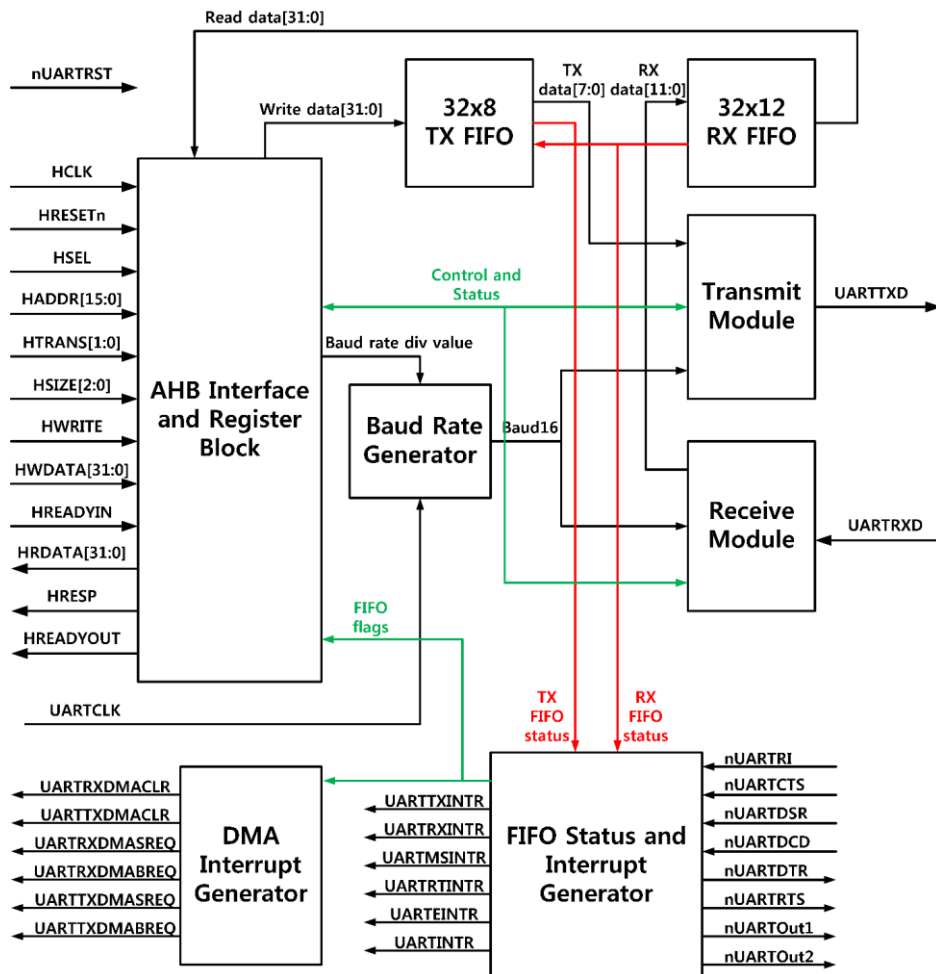 Read data[31:0]
nUARTRST
Write data[31:0]
32x8
TX FIFO
TX
data[7:0]
RX
data[11:0]
32x12
RX FIFO
HCLK
HRESETn
HSEL
HADDR[15:0]
HTRANS[1:0]
HSIZE[2:0]
HWRITE
HWDATA[31:0]
HREADYIN
HRDATA[31:0]
HRESP
HREADYOUT
AHB Interface
and Register
Block
Control and
Status
Baud rate div value
Baud Rate
Generator
Baud16
Transmit
Module
UARTTXD
Receive
Module
UARTRXD
FIFO
flags
UARTCLK
TX
FIFO
status
RX
FIFO
status
UARTRXDMACLR
UARTTXDMACLR
UARTRXDMASREQ
UARTRXDMABREQ
UARTTXDMASREQ
UARTTXDMABREQ
DMA
Interrupt
Generator
UARTTXINTR
UARTRXINTR
UARTMSINTR
UARTRTINTR
UARTEINTR
UARTINTR
FIFO Status and
Interrupt
Generator
nUARTRI
nUARTCTS
nUARTDSR
nUARTDCD
nUARTDTR
nUARTRTS
nUARTOut1
nUARTOut2